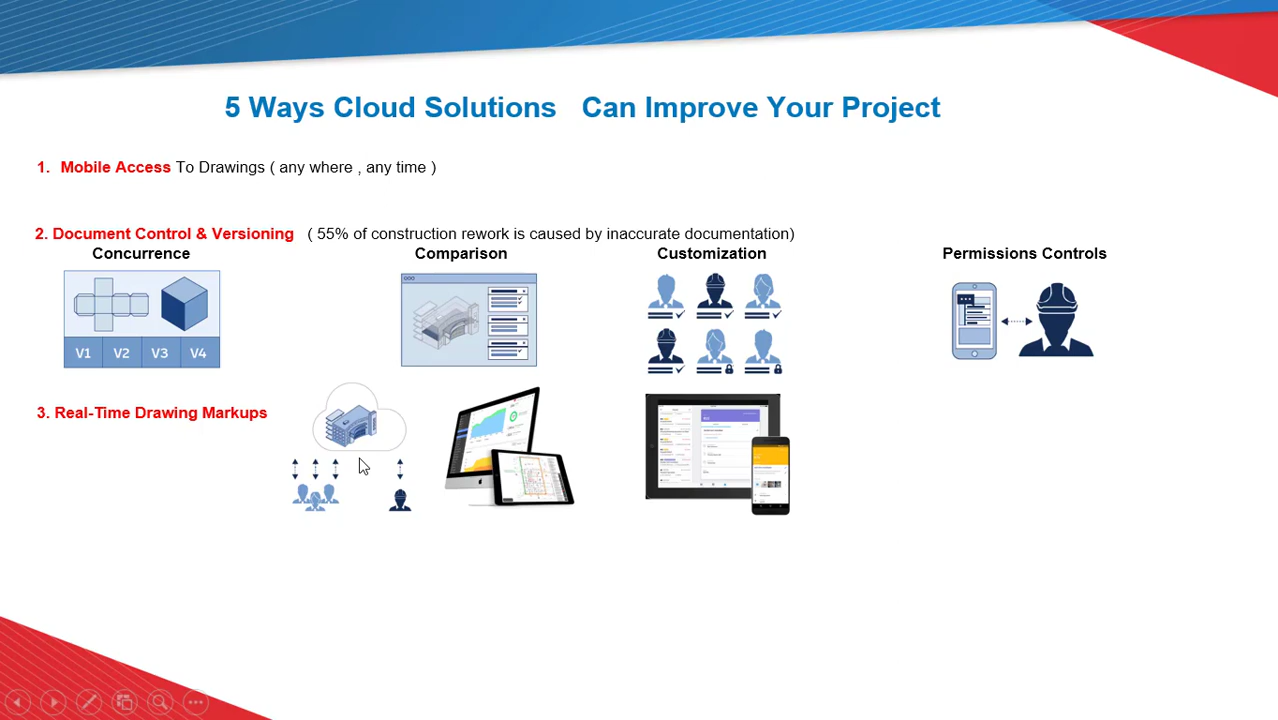 5 Ways Cloud Solutions   Can Improve Your Project
1. Mobile Access To Drawings ( any where , any time )
2. Document Control & Versioning ( 55% of construction rework is caused by inaccurate documentation)
Concurrence
Comparison
Customization
Permissions Controls
V1 V2 V3 V4
3. Real-Time Drawing Markups